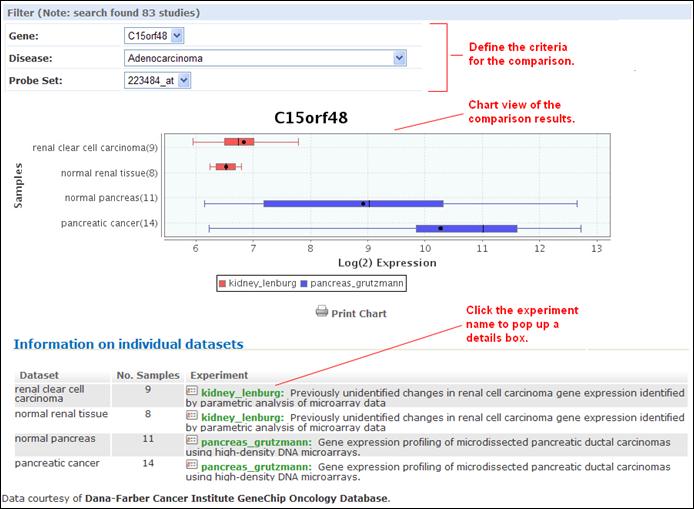 Filter (Note: search found 83 studies)
Gene: C15orf48
Disease: Adenocarcinoma
Probe Set: 223484_at
Define the criteria
for the comparison.
Chart view of the
comparison results.
C15orf48
Samples
renal clear cell carcinoma(9)
normal renal tissue(8)
normal pancreas(11)
pancreatic cancer(14)
6 7 8 9 10 11 12 13
Log(2) Expression
kidney_lenburg pancreas_grutzmann
Print Chart
Click the experiment
name to pop up a
details box.
Information on individual datasets
Dataset No. Samples Experiment
renal clear cell
carcinoma
9
kidney_lenburg: Previously unidentified changes in renal cell carcinoma gene expression identified
by parametric analysis of microarray data
normal renal tissue 8
kidney_lenburg: Previously unidentified changes in renal cell carcinoma gene expression identified
by parametric analysis of microarray data
normal pancreas 11
pancreas_grutzmann: Gene expression profiling of microdissected pancreatic ductal carcinomas
using high-density DNA microarrays.
pancreatic cancer 14
pancreas_grutzmann: Gene expression profiling of microdissected pancreatic ductal carcinomas
using high-density DNA microarrays.
Data courtesy of Dana-Farber Cancer Institute GeneChip Oncology Database.